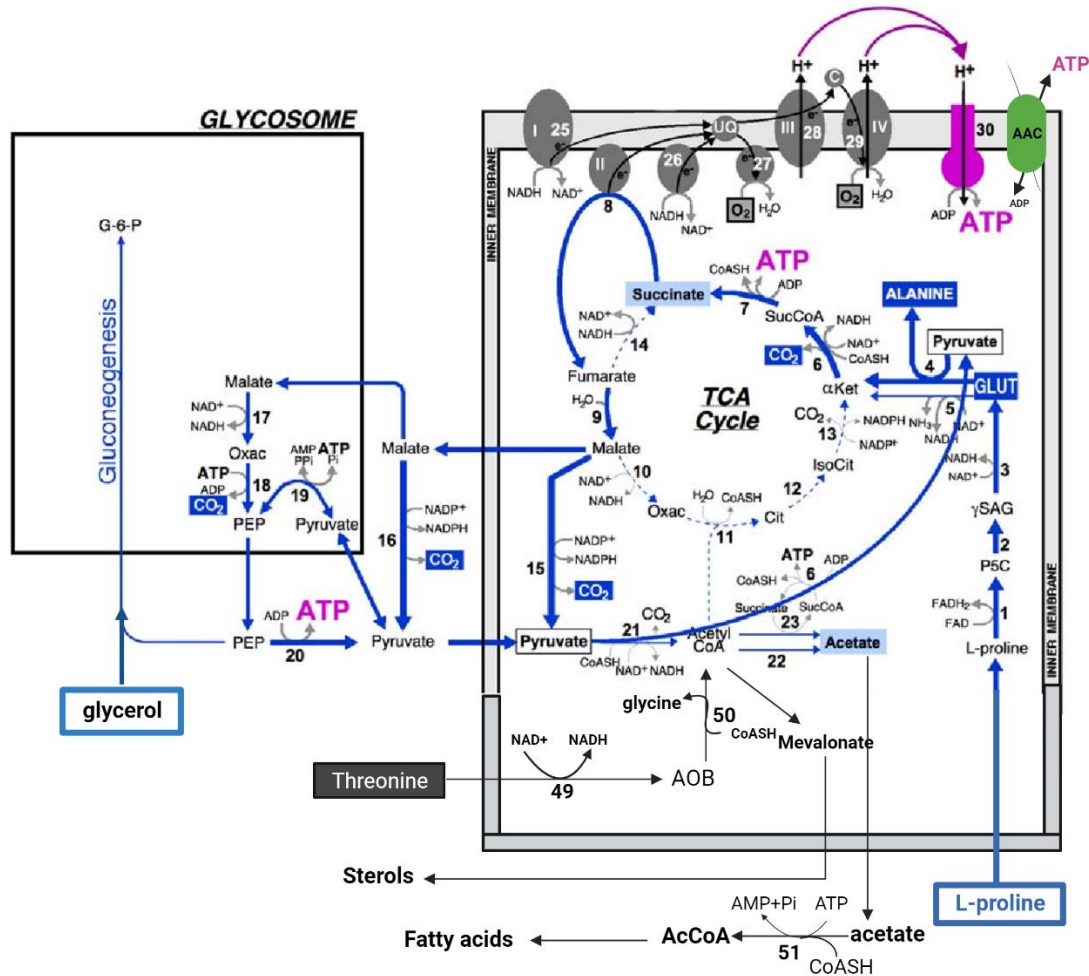 GLYCOSOME
G-6-P
Gluconeogenesis
Malate
NAD⁺
NADH
17
Oxac
ATP
ADP
18
CO₂
AMP
PPi
ATP
Pi
19
PEP
Pyruvate
Malate
16
NADP⁺
NADPH
CO₂
PEP
ADP
ATP
20
Pyruvate
glycerol
INNER MEMBRANE
I
25
e⁻
NADH
NAD⁺
II
e⁻
8
26
e⁻
NADH
NAD⁺
UQ
27
O₂
H₂O
H⁺
III
28
e⁻
C
H⁺
e⁻
29
IV
O₂
H₂O
H⁺
30
ADP
ATP
ATP
AAC
ADP
Succinate
CoASH
ATP
ADP
7
SucCoA
NAD⁺
NADH
14
CO₂
6
NADH
NAD⁺
CoASH
Fumarate
H₂O
9
TCA
Cycle
αKet
ALANINE
Pyruvate
4
GLUT
5
NH₃
NADH
NAD⁺
CO₂
13
NADPH
NADP⁺
Malate
10
NAD⁺
NADH
IsoCit
12
Oxac
H₂O
CoASH
11
Cit
NADH
NAD⁺
3
γSAG
2
P5C
FADH₂
FAD
1
L-proline
INNER MEMBRANE
15
NADP⁺
NADPH
CO₂
ATP
ADP
6
CoASH
Succinate
SucCoA
23
Pyruvate
21
CO₂
CoASH
NAD⁺
NADH
Acetyl
CoA
22
Acetate
glycine
50
CoASH
Mevalonate
NAD+
NADH
Threonine
49
AOB
Sterols
L-proline
AMP+Pi
ATP
Fatty acids
AcCoA
51
acetate
CoASH